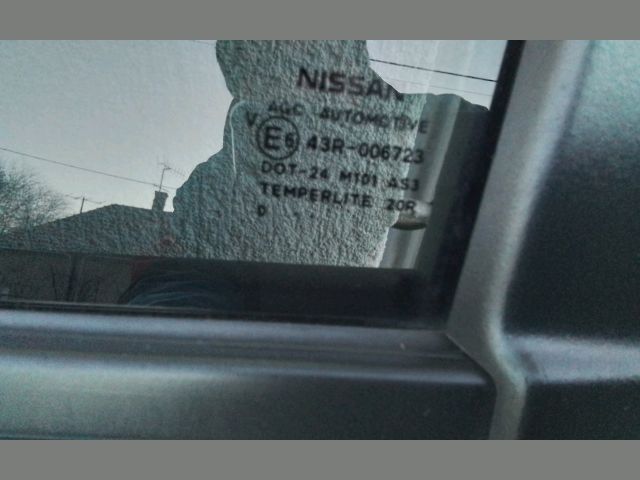 NISSAN
AGC AUTOMOTIVE
V
E6 43R-006723
DOT-24 M101 AS3
TEMPERLITE 20R
D